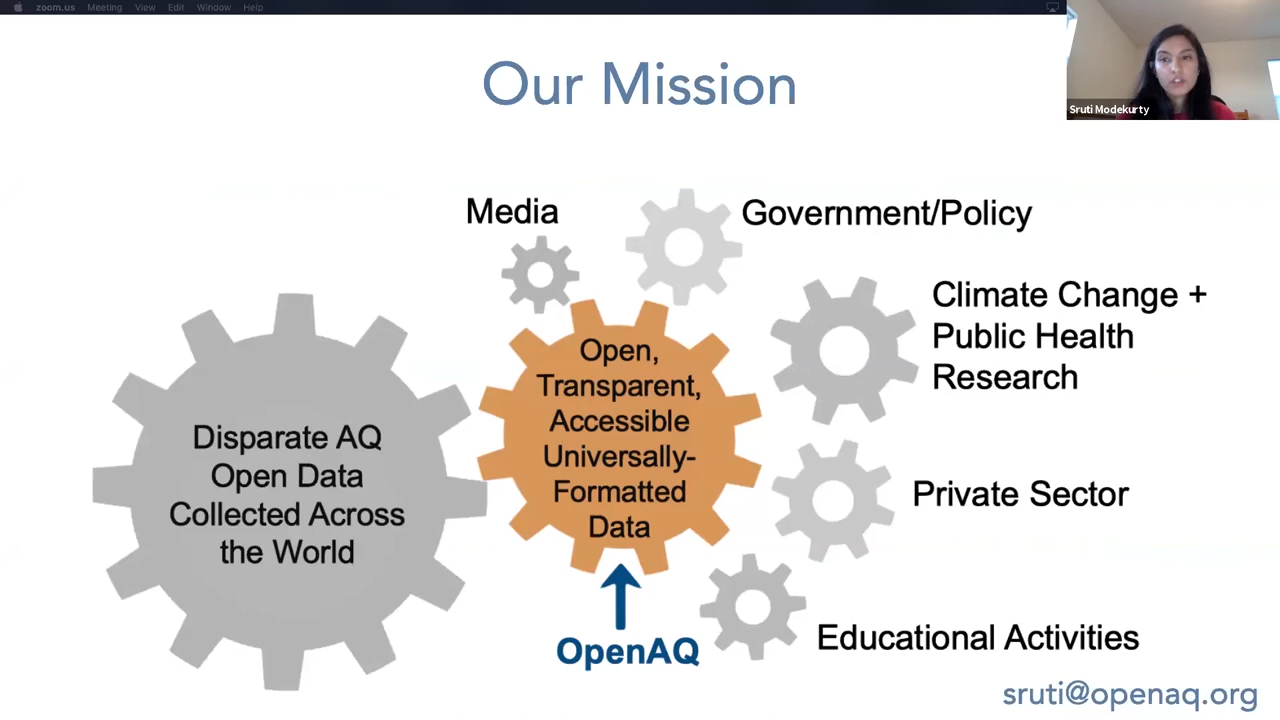 zoom.us Meeting View Edit Window Help
Our Mission
Sruti Modekurty
Media
Government/Policy
Climate Change +
Public Health
Research
Open,
Transparent,
Accessible
Universally-
Formatted
Data
Disparate AQ
Open Data
Collected Across
the World
Private Sector
OpenAQ
Educational Activities
sruti@openaq.org